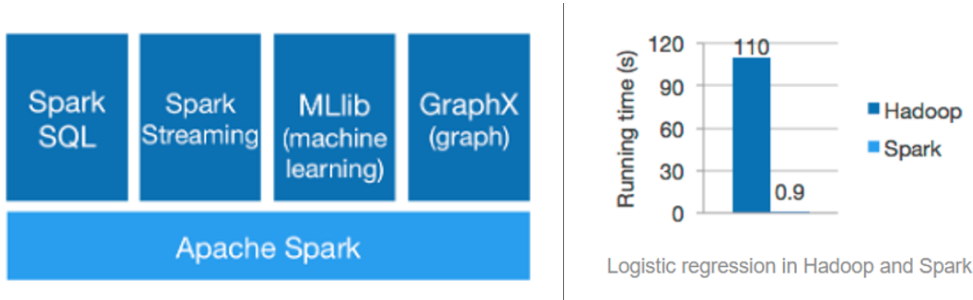 Spark
SQL
Spark
Streaming
MLlib
(machine
learning)
GraphX
(graph)
Apache Spark
Running time (s)
120
90
60
30
0
110
0.9
Hadoop
Spark
Logistic regression in Hadoop and Spark